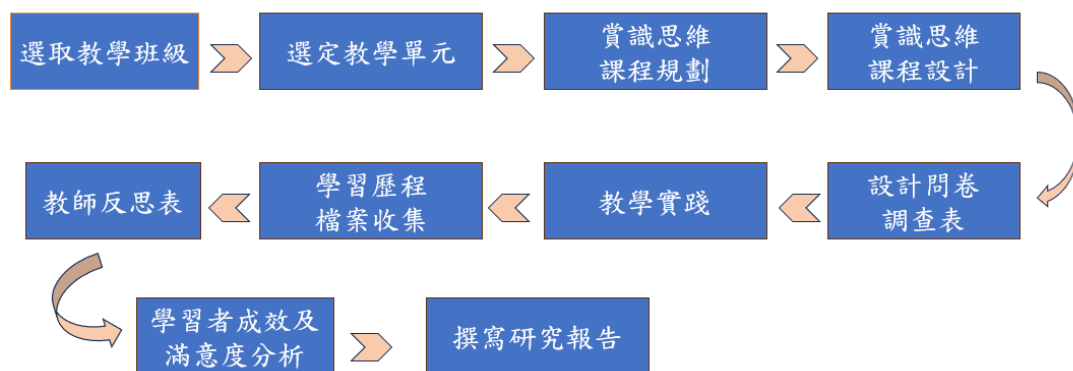 選取教學班級
選定教學單元
賞識思維
課程規劃
賞識思維
課程設計
設計問卷
調查表
教學實踐
學習歷程
檔案收集
教師反思表
學習者成效及
滿意度分析
撰寫研究報告